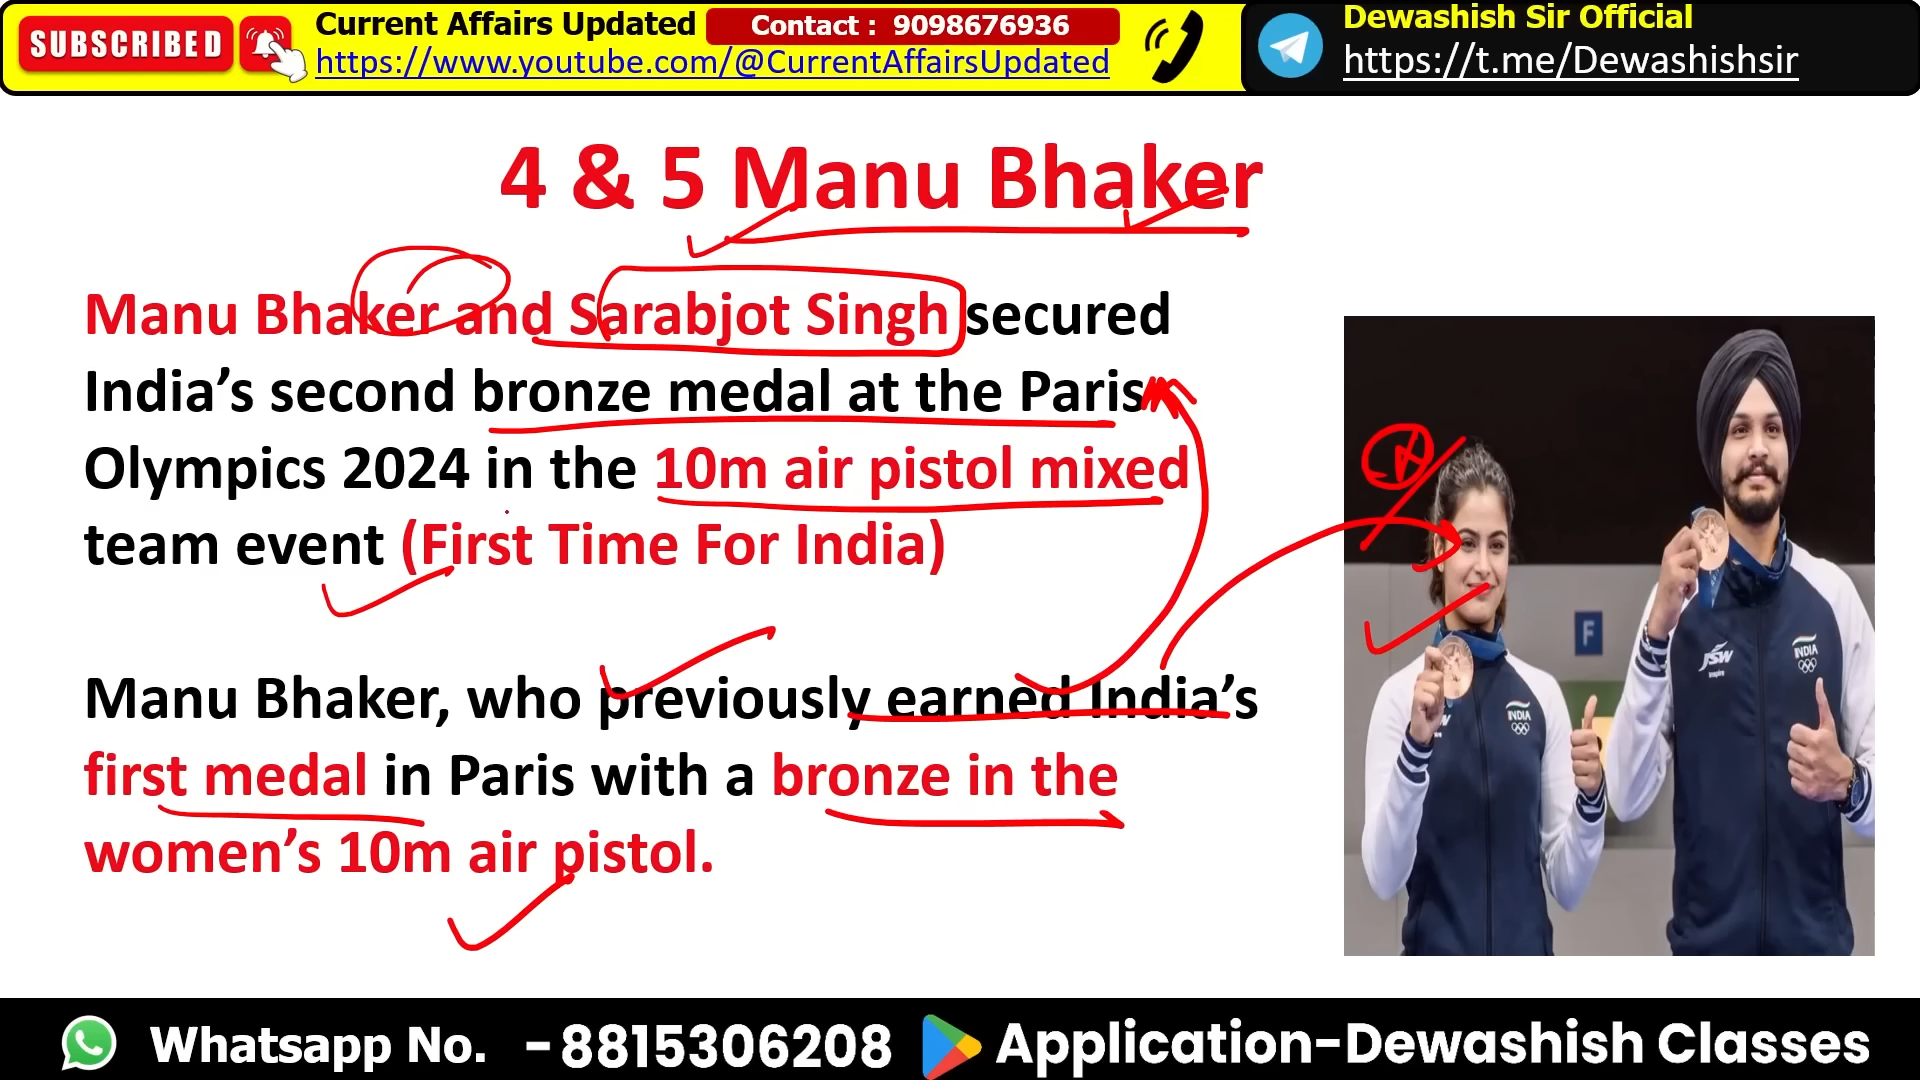 SUBSCRIBED
Current Affairs Updated
Contact : 9098676936
https://www.youtube.com/@CurrentAffairsUpdated
Dewashish Sir Official
https://t.me/Dewashishsir
4 & 5 Manu Bhaker
Manu Bhaker and Sarabjot Singh secured
India’s second bronze medal at the Paris
Olympics 2024 in the 10m air pistol mixed
team event (First Time For India)
Manu Bhaker, who previously earned India’s
first medal in Paris with a bronze in the
women’s 10m air pistol.
F
JSW
inspire
INDIA
INDIA
Whatsapp No. -8815306208
Application-Dewashish Classes